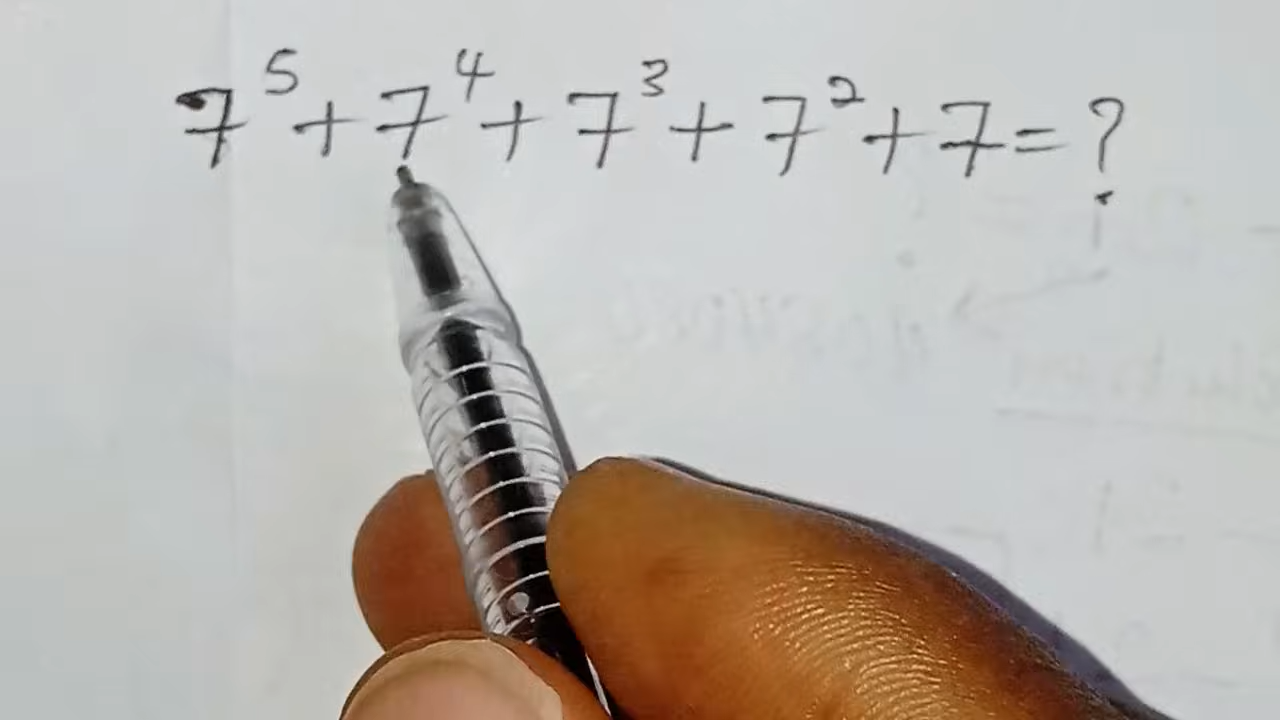 7⁵ + 7⁴ + 7³ + 7² + 7 = ?